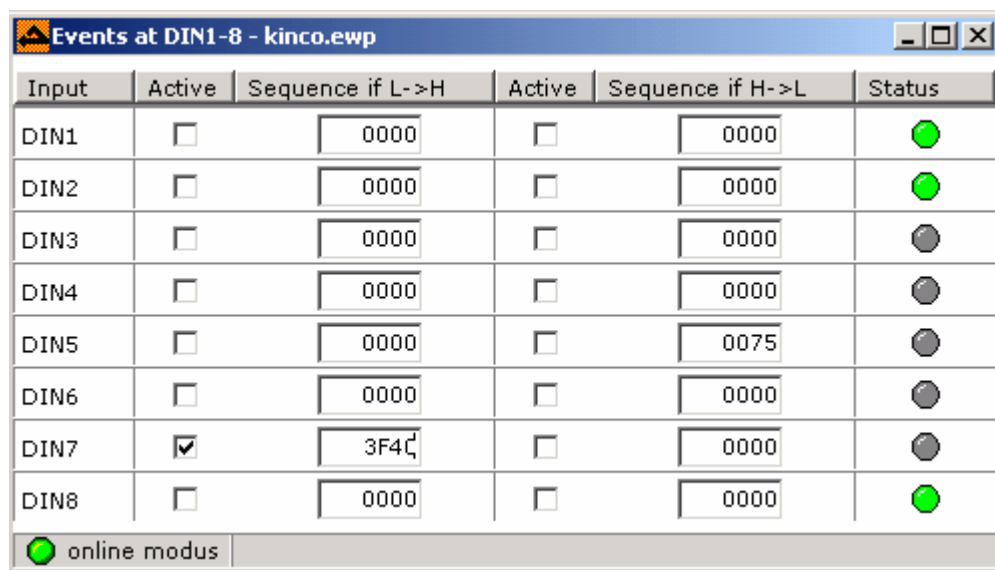 Events at DIN1-8 - kinco.ewp
Input Active Sequence if L->H Active Sequence if H->L Status
DIN1 0000 0000
DIN2 0000 0000
DIN3 0000 0000
DIN4 0000 0000
DIN5 0000 0075
DIN6 0000 0000
DIN7 3F4C 0000
DIN8 0000 0000
online modus